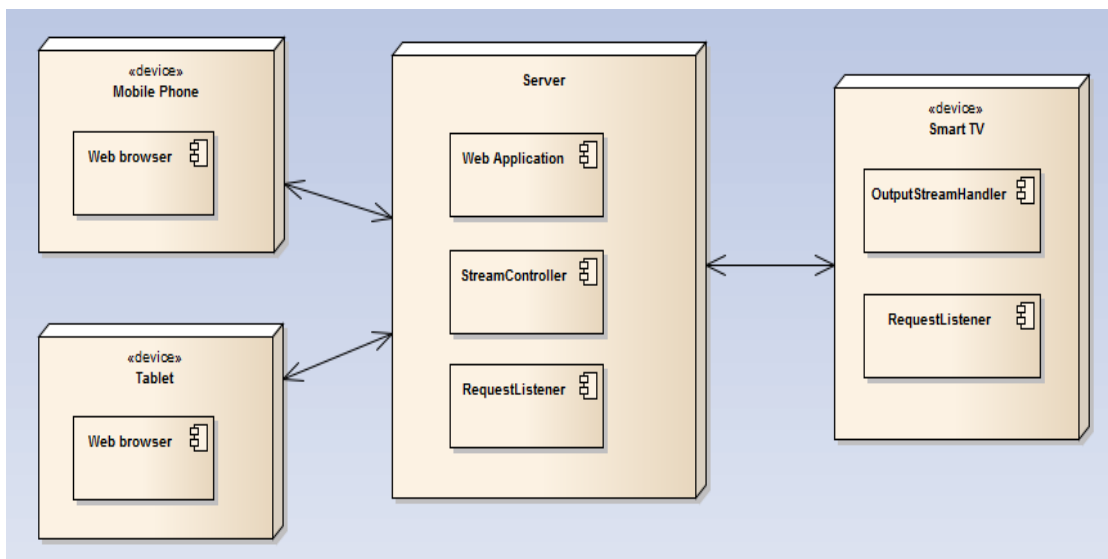 «device»
Mobile Phone
Web browser
«device»
Tablet
Web browser
Server
Web Application
StreamController
RequestListener
«device»
Smart TV
OutputStreamHandler
RequestListener